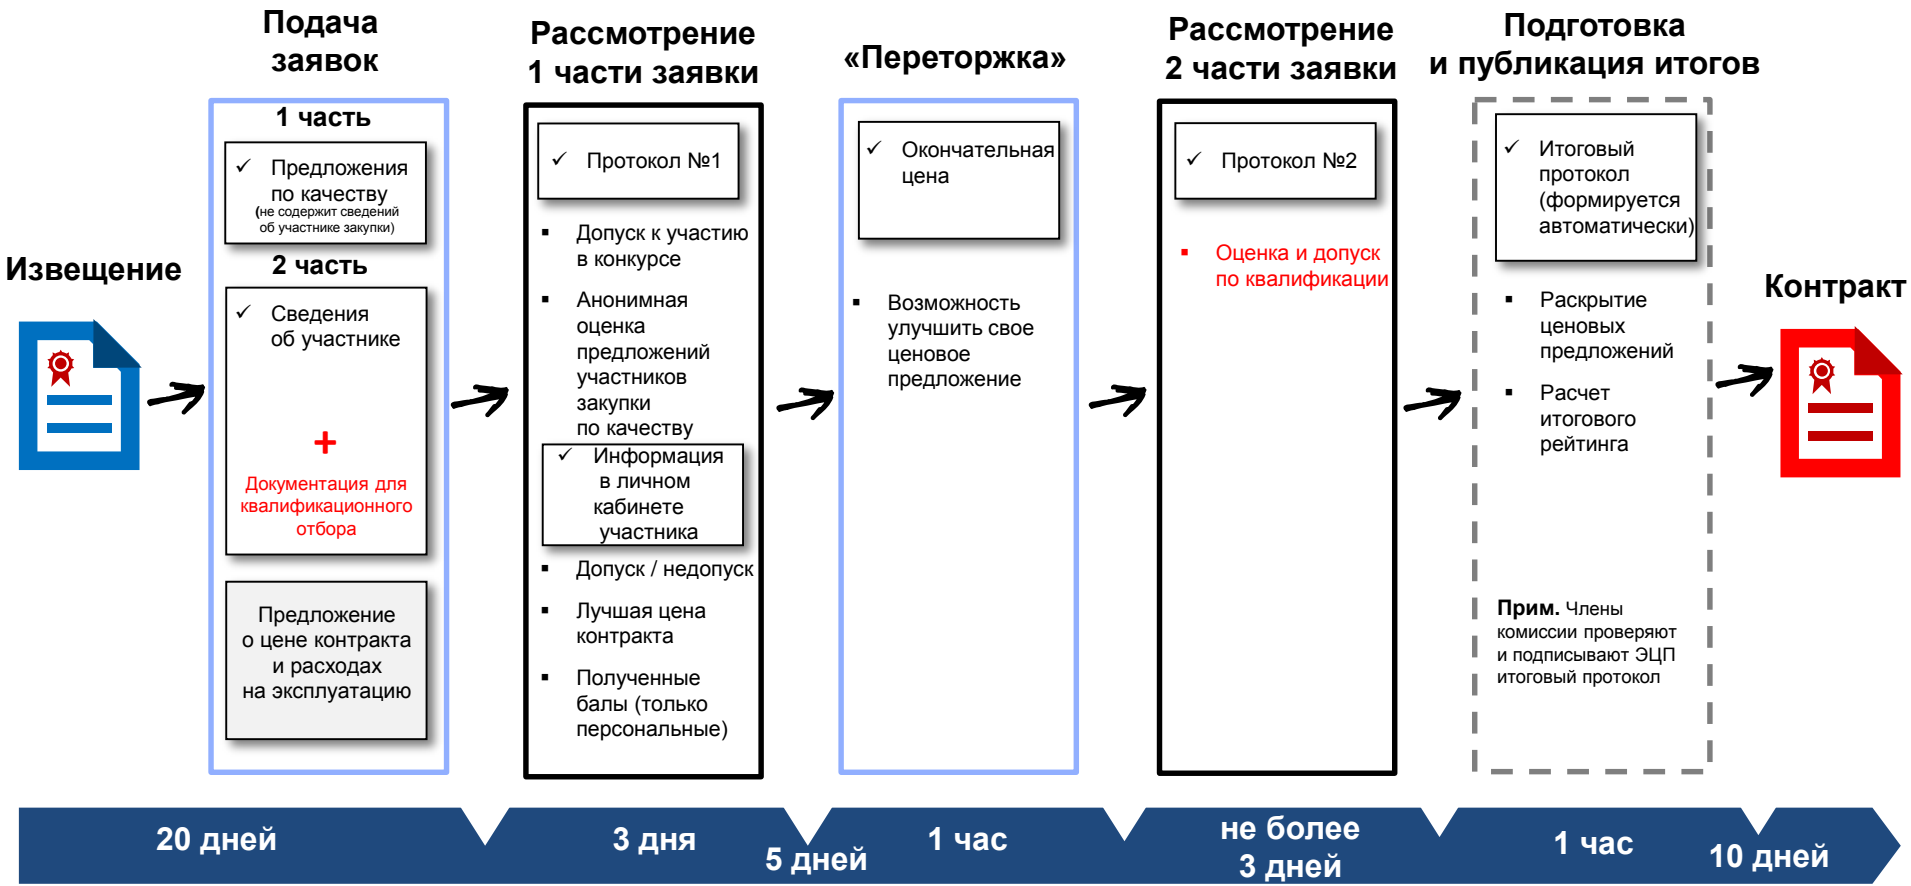 Извещение
Подача
заявок
1 часть
✓ Предложения
по качеству
(не содержит сведений
об участнике закупки)
2 часть
✓ Сведения
об участнике
+
Документация для
квалификационного
отбора
Предложение
о цене контракта
и расходах
на эксплуатацию
Рассмотрение
1 части заявки
✓ Протокол №1
▪ Допуск к участию
в конкурсе
▪ Анонимная
оценка
предложений
участников
закупки
по качеству
✓ Информация
в личном
кабинете
участника
▪ Допуск / недопуск
▪ Лучшая цена
контракта
▪ Полученные
балы (только
персональные)
«Переторжка»
✓ Окончательная
цена
▪ Возможность
улучшить свое
ценовое
предложение
Рассмотрение
2 части заявки
✓ Протокол №2
▪ Оценка и допуск
по квалификации
Подготовка
и публикация итогов
✓ Итоговый
протокол
(формируется
автоматически)
▪ Раскрытие
ценовых
предложений
▪ Расчет
итогового
рейтинга
Прим. Члены
комиссии проверяют
и подписывают ЭЦП
итоговый протокол
Контракт
20 дней
3 дня
5 дней
1 час
не более
3 дней
1 час
10 дней